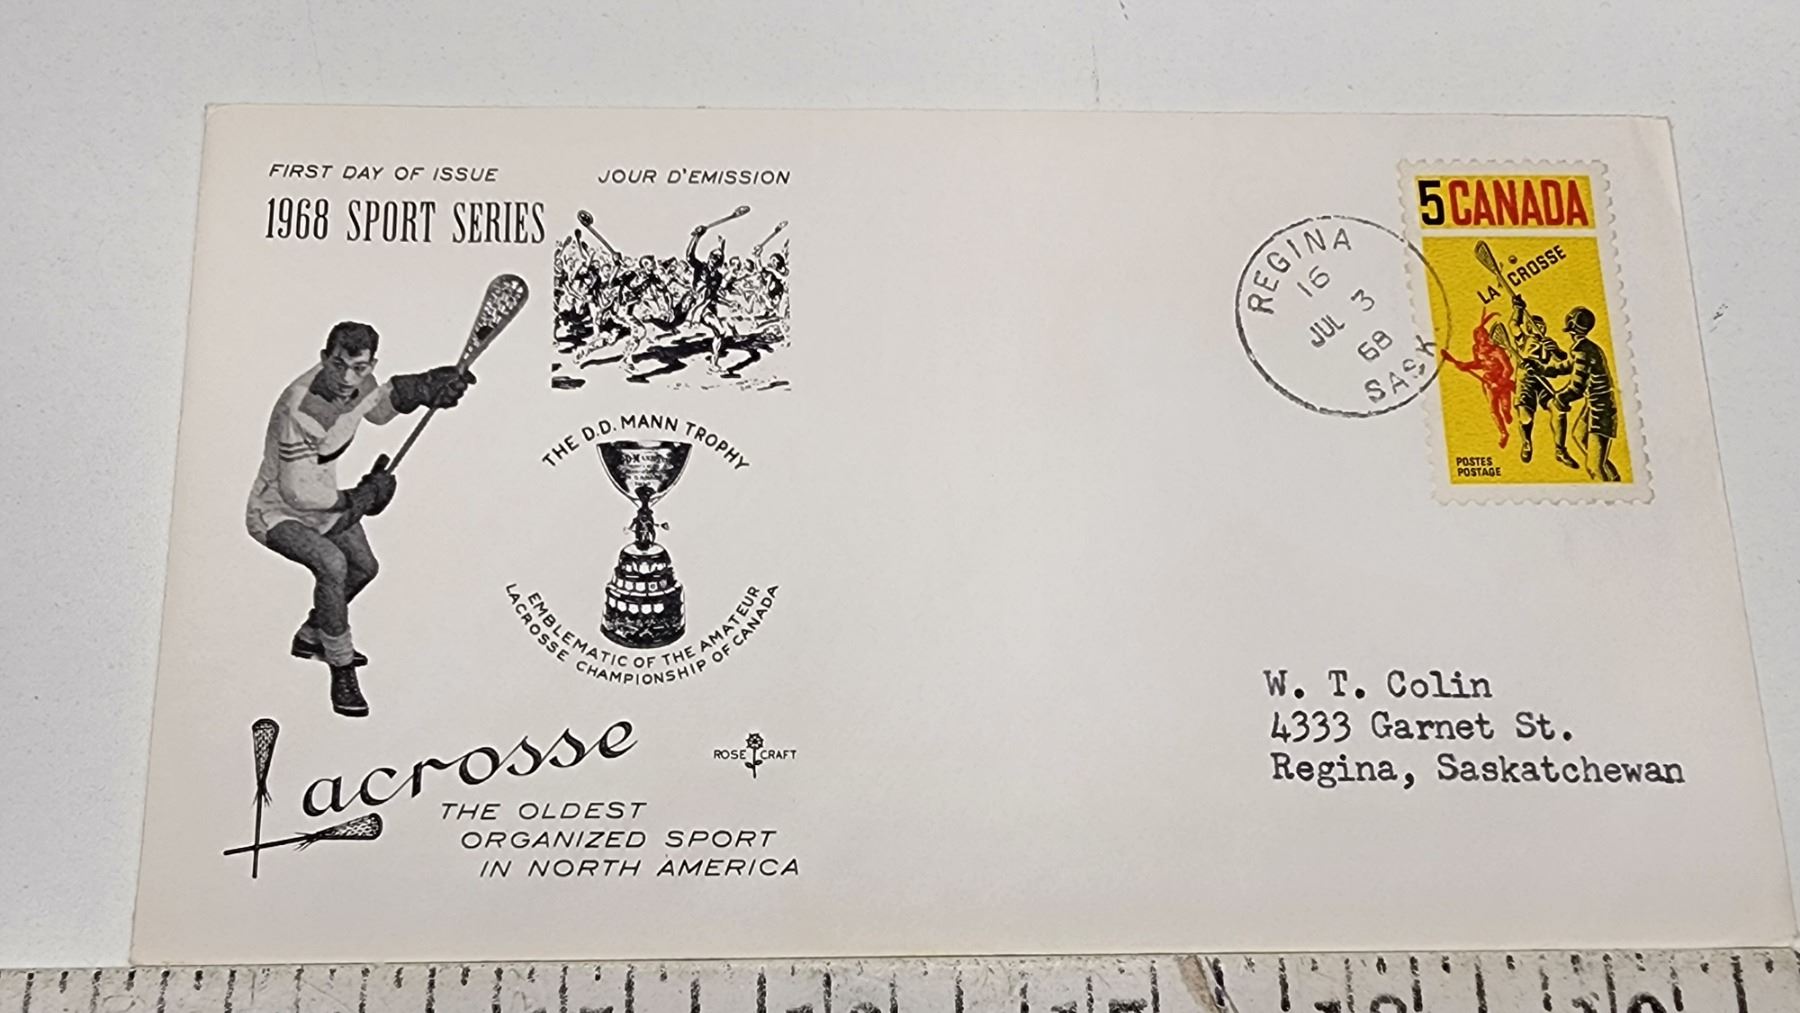 FIRST DAY OF ISSUE
JOUR D'EMISSION
1968 SPORT SERIES
THE D.D. MANN TROPHY
EMBLEMATIC OF THE AMATEUR
LACROSSE CHAMPIONSHIP OF CANADA
Lacrosse
THE OLDEST
ORGANIZED SPORT
IN NORTH AMERICA
ROSE CRAFT
REGINA
16
JUL 3
68
SASK
5 CANADA
LA CROSSE
POSTES
POSTAGE
W. T. Colin
4333 Garnet St.
Regina, Saskatchewan